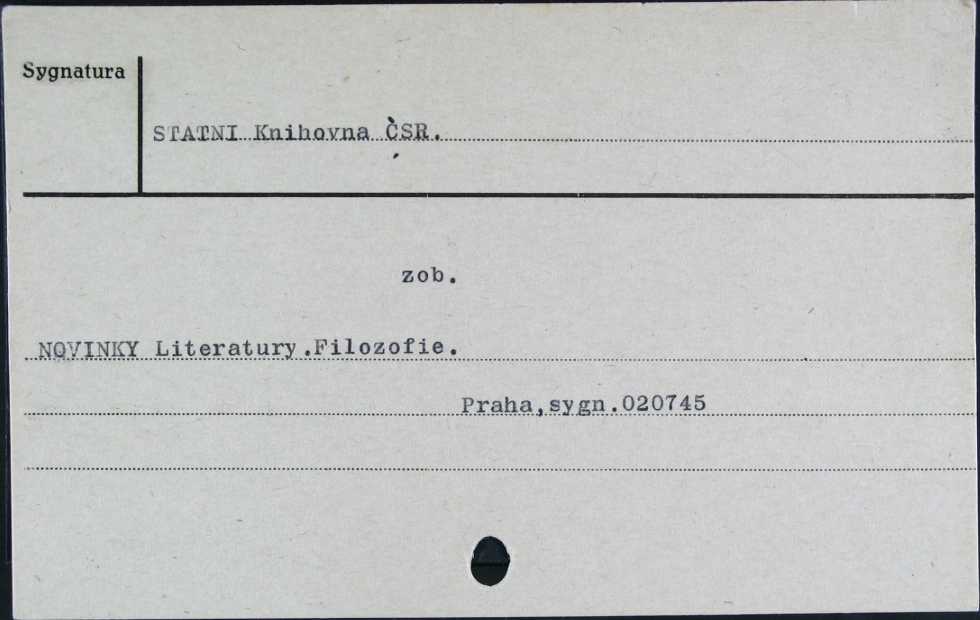 Sygnatura
STATNI Knihovna ČSR.
zob.
NOVINKY Literatury.Filozofie.
Praha,sygn.020745